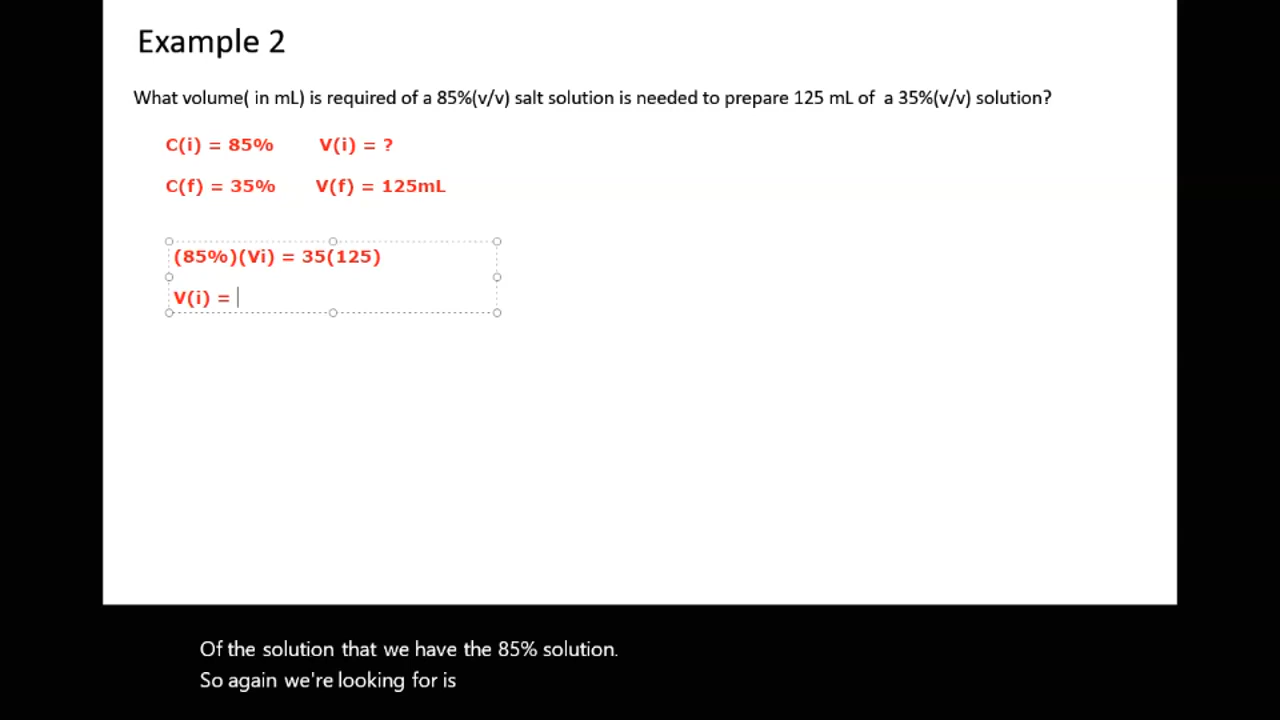 Example 2
What volume( in mL) is required of a 85%(v/v) salt solution is needed to prepare 125 mL of  a 35%(v/v) solution?
C(i) = 85%  V(i) = ?
C(f) = 35%  V(f) = 125mL
(85%)(Vi) = 35(125)
V(i) =
Of the solution that we have the 85% solution.
So again we're looking for is